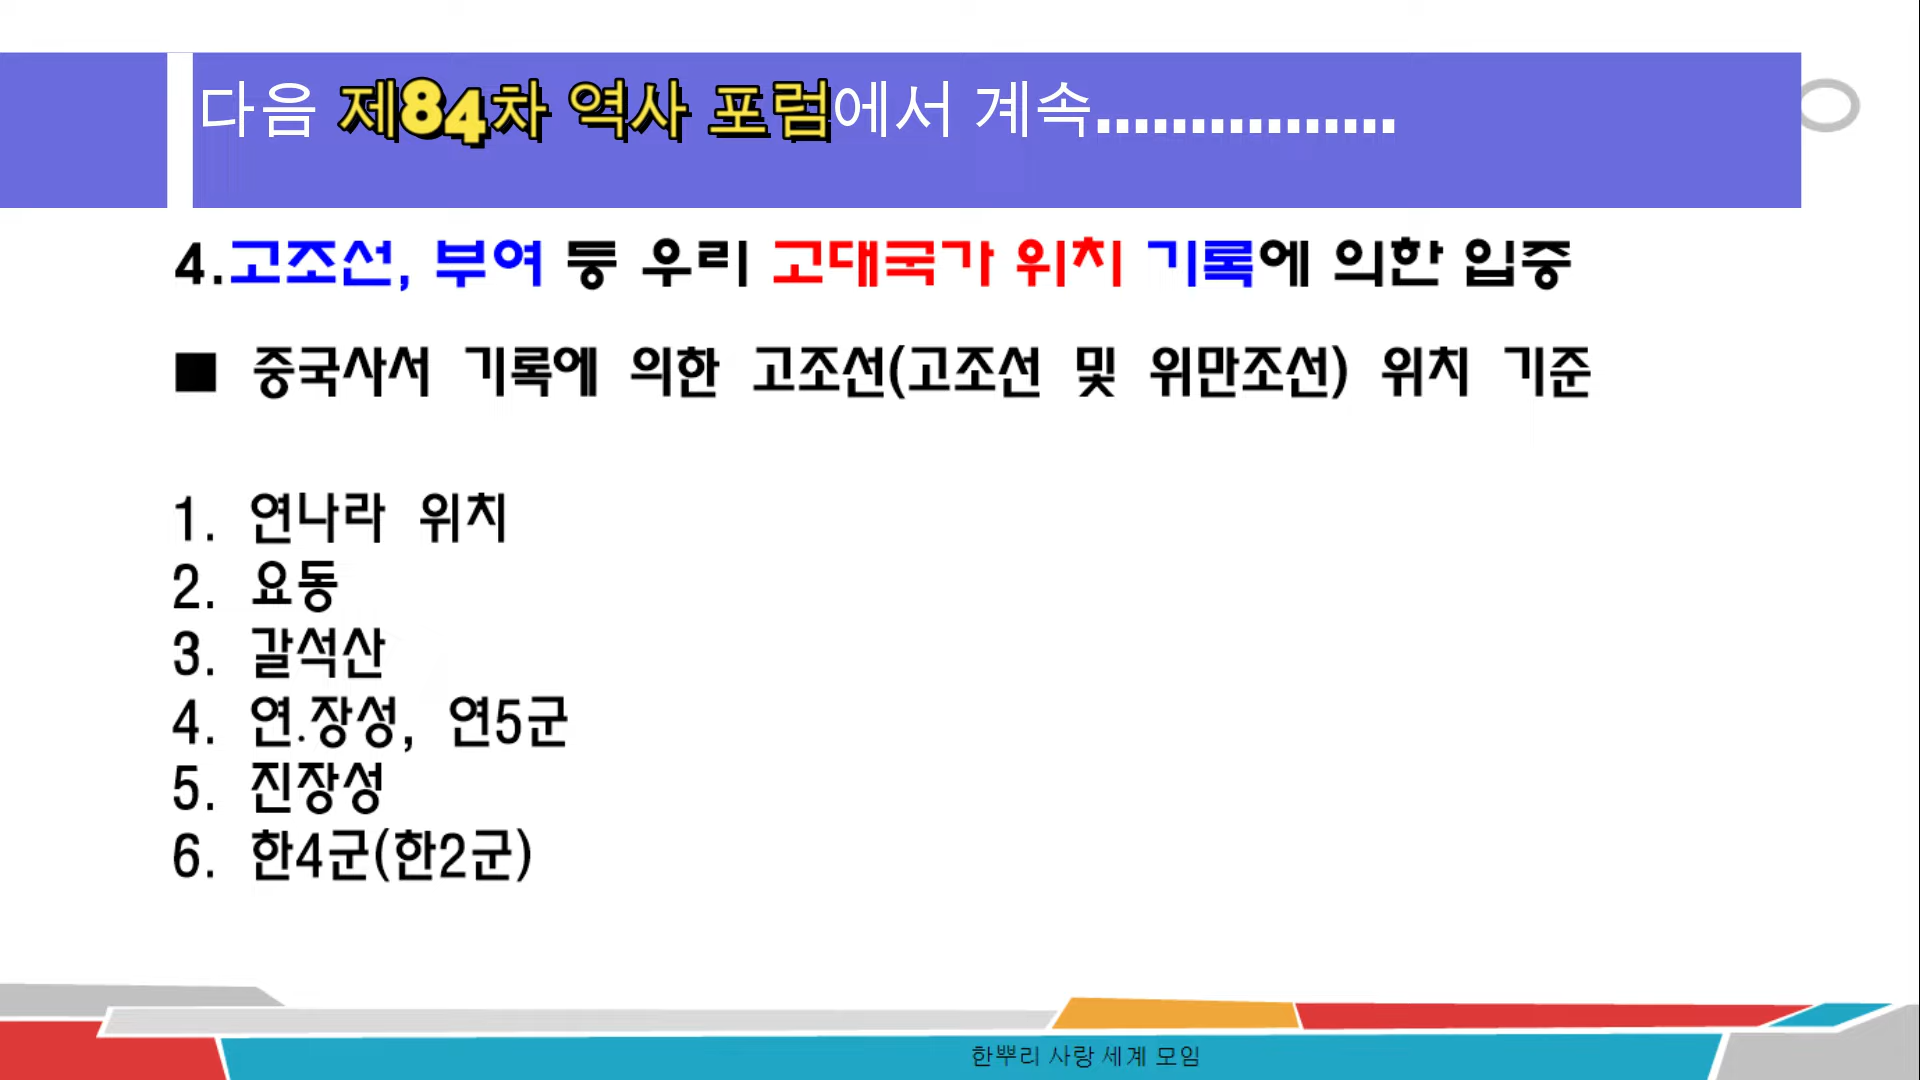 다음 제84차 역사 포럼에서 계속................
4.고조선, 부여 등 우리 고대국가 위치 기록에 의한 입증
■ 중국사서 기록에 의한 고조선(고조선 및 위만조선) 위치 기준
1. 연나라 위치
2. 요동
3. 갈석산
4. 연.장성, 연5군
5. 진장성
6. 한4군(한2군)
한뿌리 사랑 세계 모임